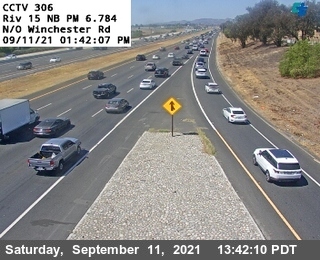 CCTV 306
Riv 15 NB PM 6.784
N/O Winchester Rd
09/11/21 01:42:07 PM
Saturday, September 11, 2021 13:42:10 PDT